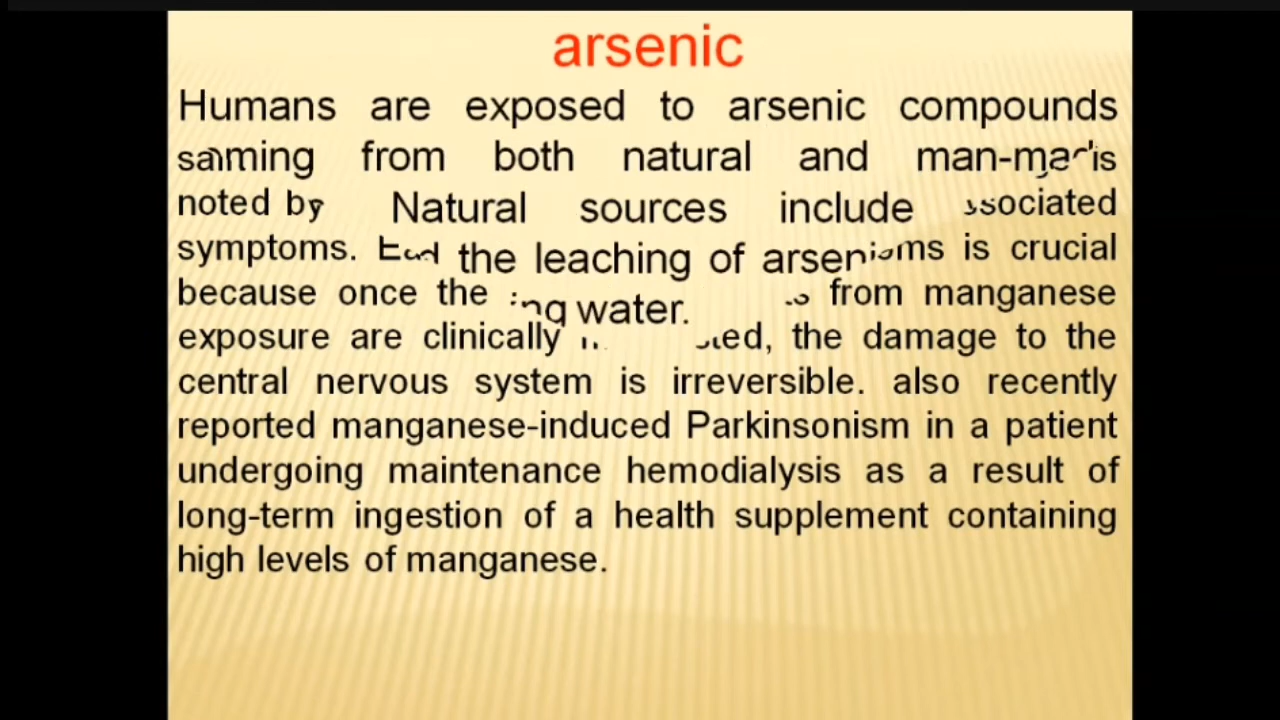 arsenic
Humans are exposed to arsenic compounds
from both natural and
noted by Natural sources include
symptoms. the leaching of is crucial
because once the water. from manganese
exposure are clinically the damage to the
central nervous system is irreversible. also recently
reported manganese-induced Parkinsonism in a patient
undergoing maintenance hemodialysis as a result of
long-term ingestion of a health supplement containing
high levels of manganese.